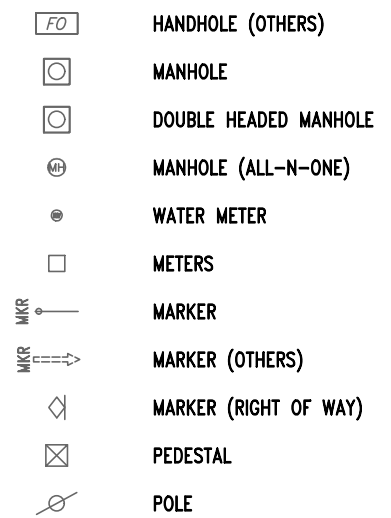 FO HANDHOLE (OTHERS)
MANHOLE
DOUBLE HEADED MANHOLE
MH MANHOLE (ALL-N-ONE)
WATER METER
METERS
MKR MARKER
MKR MARKER (OTHERS)
MARKER (RIGHT OF WAY)
PEDESTAL
POLE